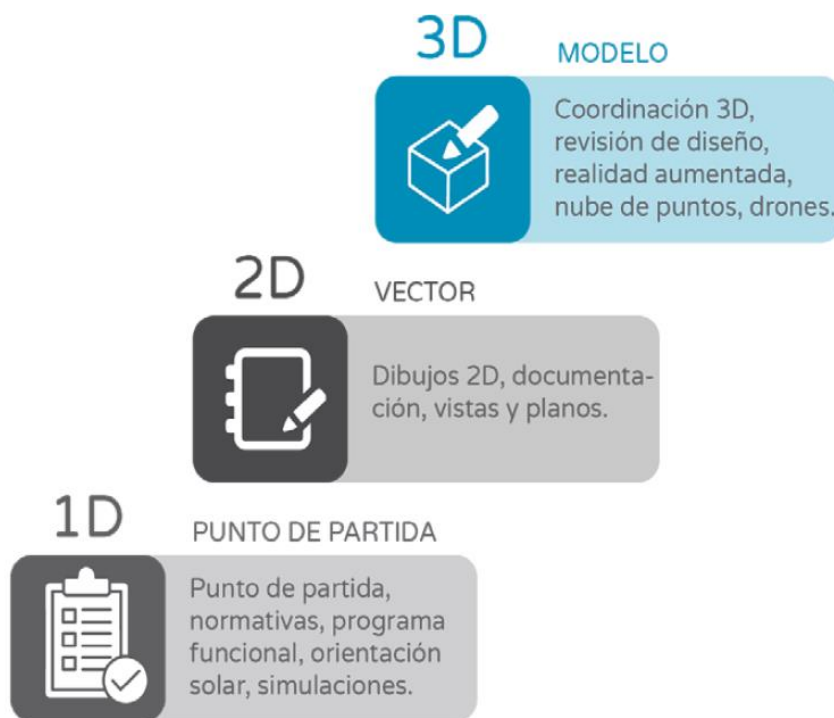 3D
MODELO
Coordinación 3D,
revisión de diseño,
realidad aumentada,
nube de puntos, drones.
2D
VECTOR
Dibujos 2D, documenta-
ción, vistas y planos.
1D
PUNTO DE PARTIDA
Punto de partida,
normativas, programa
funcional, orientación
solar, simulaciones.